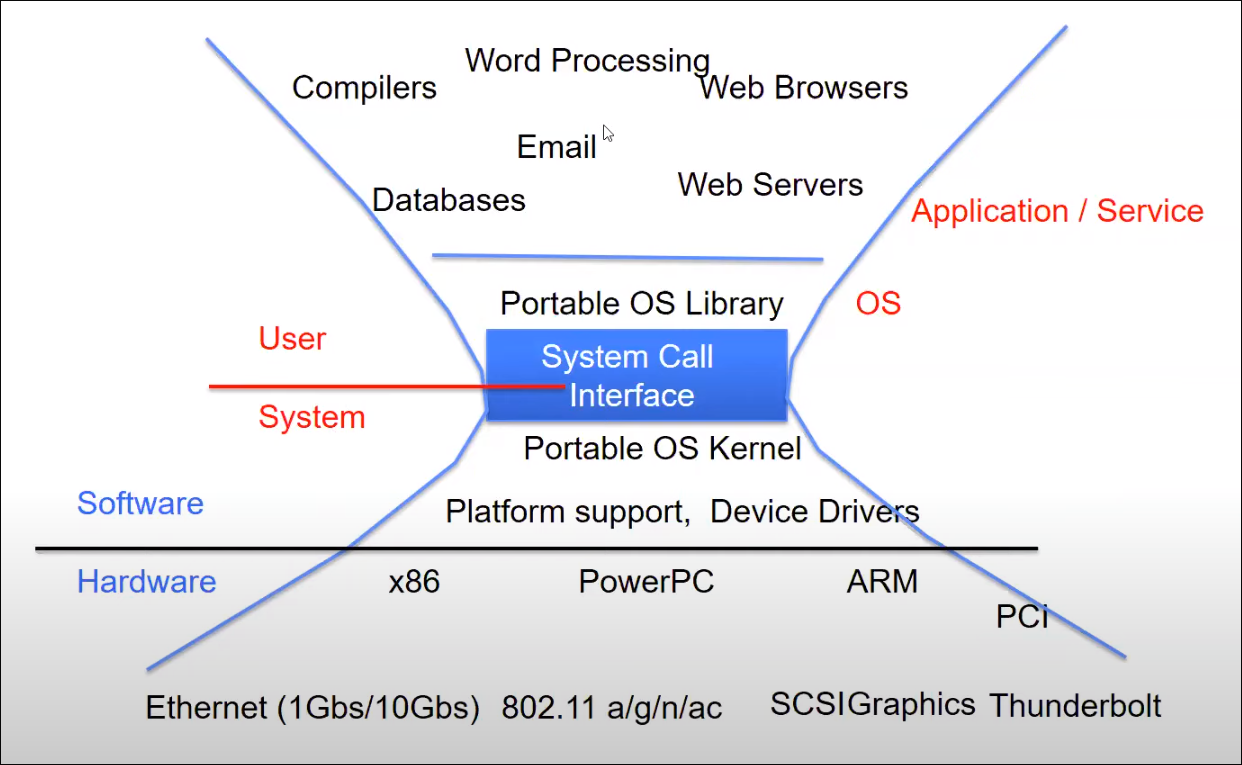 Word Processing
Compilers
Web Browsers
Email
Web Servers
Databases
Application / Service
Portable OS Library
OS
User
System Call
Interface
System
Portable OS Kernel
Software
Platform support, Device Drivers
Hardware
x86
PowerPC
ARM
PCI
Ethernet (1Gbs/10Gbs)
802.11 a/g/n/ac
SCSI
Graphics
Thunderbolt